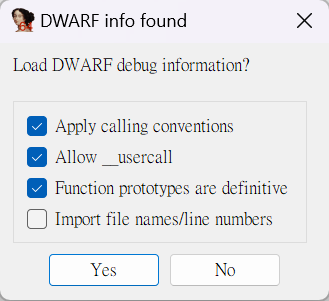 DWARF info found
Load DWARF debug information?
Apply calling conventions
Allow __usercall
Function prototypes are definitive
Import file names/line numbers
Yes
No